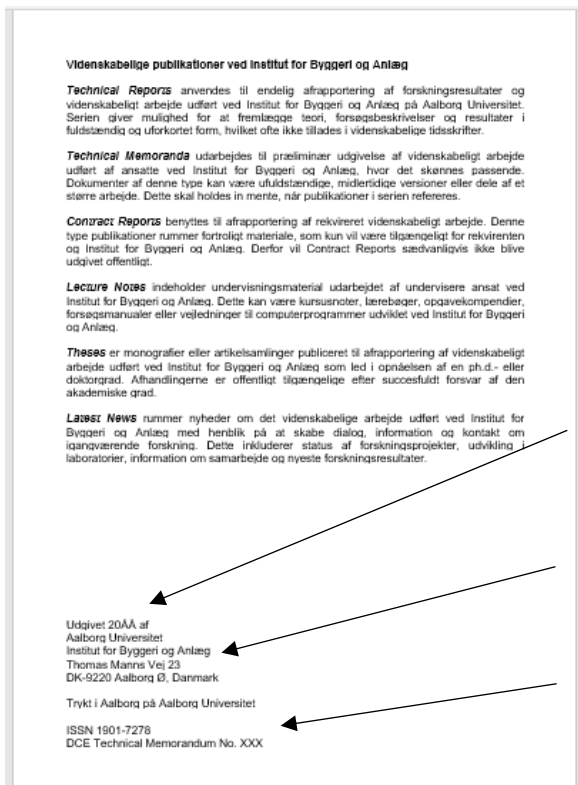 Videnskabelige publikationer ved Institut for Byggeri og Anlæg
Technical Reports anvendes til endelig afrapportering af forskningsresultater og
videnskabeligt arbejde udført ved Institut for Byggeri og Anlæg på Aalborg Universitet.
Serien giver mulighed for at fremlægge teori, forsøgsbeskrivelser og resultater i
fuldstændig og uforkortet form, hvilket ofte ikke tillades i videnskabelige tidsskrifter.
Technical Memoranda udarbejdes til præliminær udgivelse af videnskabeligt arbejde
udført af ansatte ved Institut for Byggeri og Anlæg, hvor det skønnes passende.
Dokumenter af denne type kan være ufuldstændige, midlertidige versioner eller dele af et
større arbejde. Dette skal holdes in mente, når publikationer i serien refereres.
Contract Reports benyttes til afrapportering af rekvireret videnskabeligt arbejde. Denne
type publikationer rummer fortroligt materiale, som kun vil være tilgængeligt for rekvirenten
og Institut for Byggeri og Anlæg. Derfor vil Contract Reports sædvanligvis ikke blive
udgivet offentligt.
Lecture Notes indeholder undervisningsmaterial udarbejdet af undervisere ansat ved
Institut for Byggeri og Anlæg. Dette kan være kursusnoter, lærebøger, opgavekompendier,
forsøgsmanualer eller vejledninger til computerprogrammer udviklet ved Institut for Byggeri
og Anlæg.
Theses er monografier eller artikelsamlinger publiceret til afrapportering af videnskabeligt
arbejde udført ved Institut for Byggeri og Anlæg som led i opnåelsen af en ph.d.- eller
doktorgrad. Afhandlingerne er offentligt tilgængelige efter succesfuldt forsvar af den
akademiske grad.
Latest News rummer nyheder om det videnskabelige arbejde udført ved Institut for
Byggeri og Anlæg med henblik på at skabe dialog, information og kontakt om
igangværende forskning. Dette inkluderer status af forskningsprojekter, udvikling i
laboratorier, information om samarbejde og nyeste forskningsresultater.
Udgivet 20ÅÅ af
Aalborg Universitet
Institut for Byggeri og Anlæg
Thomas Manns Vej 23
DK-9220 Aalborg Ø, Danmark
Trykt i Aalborg på Aalborg Universitet
ISSN 1901-7278
DCE Technical Memorandum No. XXX